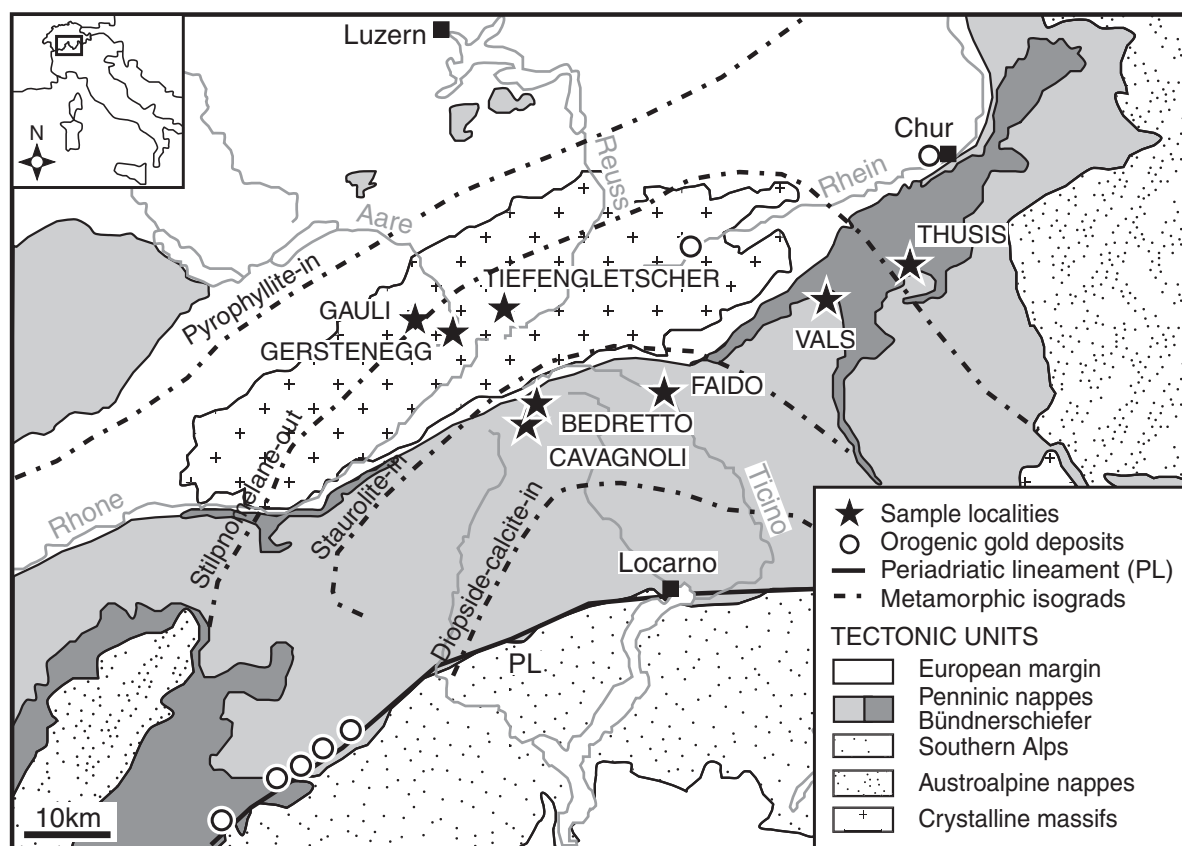 Luzern
N
Chur
Reuss
Rhein
Aare
THUSIS
TIEFENGLETSCHER
Pyrophyllite-in
GAULI
GERSTENEGG
VALS
FAIDO
BEDRETTO
CAVAGNOLI
Rhone
Stilpnomelane-out
Staurolite-in
Ticino
Diopside-calcite-in
Locarno
PL
10km
Sample localities
Orogenic gold deposits
Periadriatic lineament (PL)
Metamorphic isograds
TECTONIC UNITS
European margin
Penninic nappes
Bündnerschiefer
Southern Alps
Austroalpine nappes
Crystalline massifs